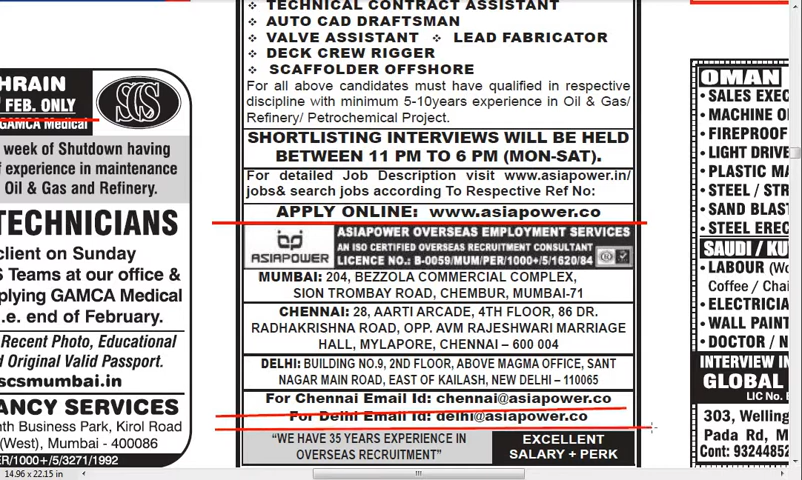 HRAIN
FEB. ONLY
GAMCA Medical
SCS
week of Shutdown having
experience in maintenance
Oil & Gas and Refinery.
TECHNICIANS
client on Sunday
Teams at our office &
plying GAMCA Medical
.e. end of February.
Recent Photo, Educational
Original Valid Passport.
scsmumbai.in
ANCY SERVICES
nth Business Park, Kirol Road
(West), Mumbai - 400086
ER/1000+/5/3271/1992
14.96 x 22.15 in
❖ TECHNICAL CONTRACT ASSISTANT
❖ AUTO CAD DRAFTSMAN
❖ VALVE ASSISTANT ❖ LEAD FABRICATOR
❖ DECK CREW RIGGER
❖ SCAFFOLDER OFFSHORE
For all above candidates must have qualified in respective
discipline with minimum 5-10years experience in Oil & Gas/
Refinery/ Petrochemical Project.
SHORTLISTING INTERVIEWS WILL BE HELD
BETWEEN 11 PM TO 6 PM (MON-SAT).
For detailed Job Description visit www.asiapower.in/
jobs& search jobs according To Respective Ref No:
APPLY ONLINE: www.asiapower.co
ASIAPOWER
ASIAPOWER OVERSEAS EMPLOYMENT SERVICES
AN ISO CERTIFIED OVERSEAS RECRUITMENT CONSULTANT
LICENCE NO.: B-0059/MUM/PER/1000+/5/1620/84
MUMBAI: 204, BEZZOLA COMMERCIAL COMPLEX,
SION TROMBAY ROAD, CHEMBUR, MUMBAI-71
CHENNAI: 28, AARTI ARCADE, 4TH FLOOR, 86 DR.
RADHAKRISHNA ROAD, OPP. AVM RAJESHWARI MARRIAGE
HALL, MYLAPORE, CHENNAI – 600 004
DELHI: BUILDING NO.9, 2ND FLOOR, ABOVE MAGMA OFFICE, SANT
NAGAR MAIN ROAD, EAST OF KAILASH, NEW DELHI – 110065
For Chennai Email Id: chennai@asiapower.co
For Delhi Email Id: delhi@asiapower.co
"WE HAVE 35 YEARS EXPERIENCE IN
OVERSEAS RECRUITMENT"
EXCELLENT
SALARY + PERK
OMAN
• SALES EXEC
• MACHINE O
• FIREPROOF
• LIGHT DRIVE
• PLASTIC MA
• STEEL / STR
• SAND BLAS
• STEEL EREC
SAUDI / KU
• LABOUR (Wo
Coffee / Chai
• ELECTRICIA
• WALL PAINT
• DOCTOR / N
INTERVIEW IN
GLOBAL
LIC No.
303, Welling
Pada Rd, M
Cont: 9324485